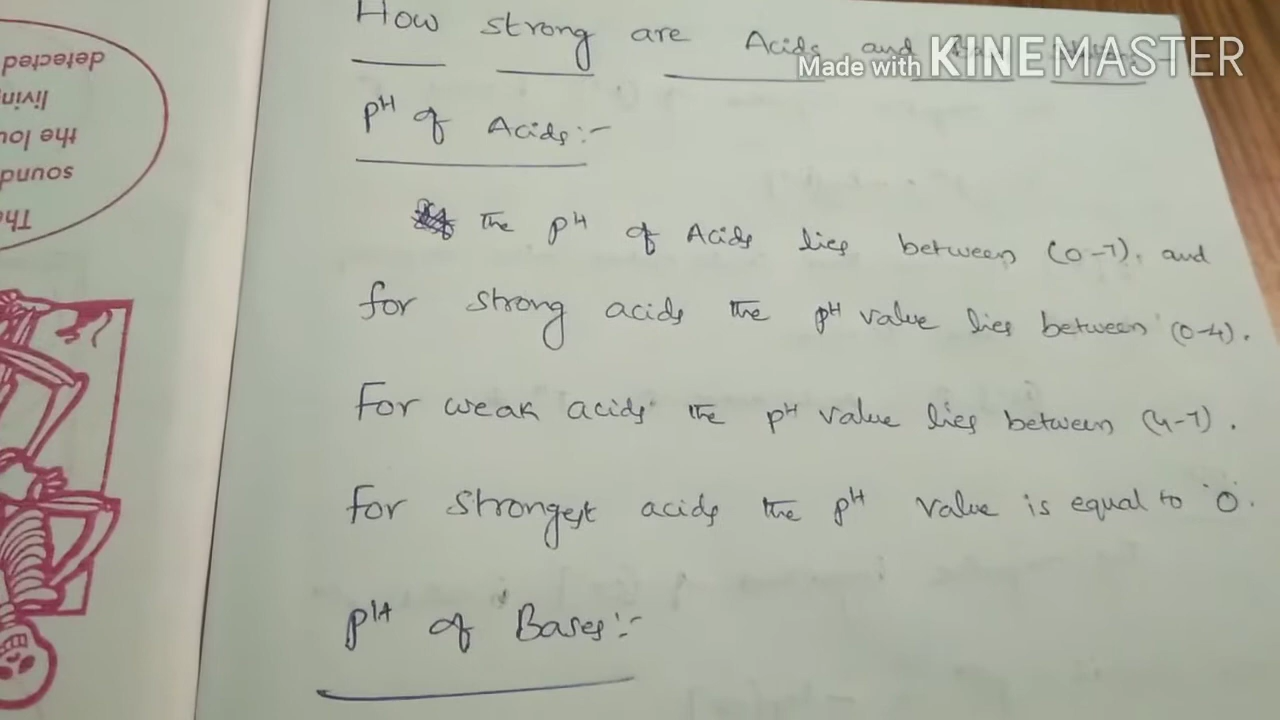 How strong are Acids and
Made with KINEMASTER
pH of Acids:-
The pH of Acids lies between (0-7). and
for strong acids the pH value lies between (0-4).
For weak acids the pH value lies between (4-7).
For strongest acids the pH value is equal to '0'.
pH of Bases:-
The
sound
the lou
livin
detected